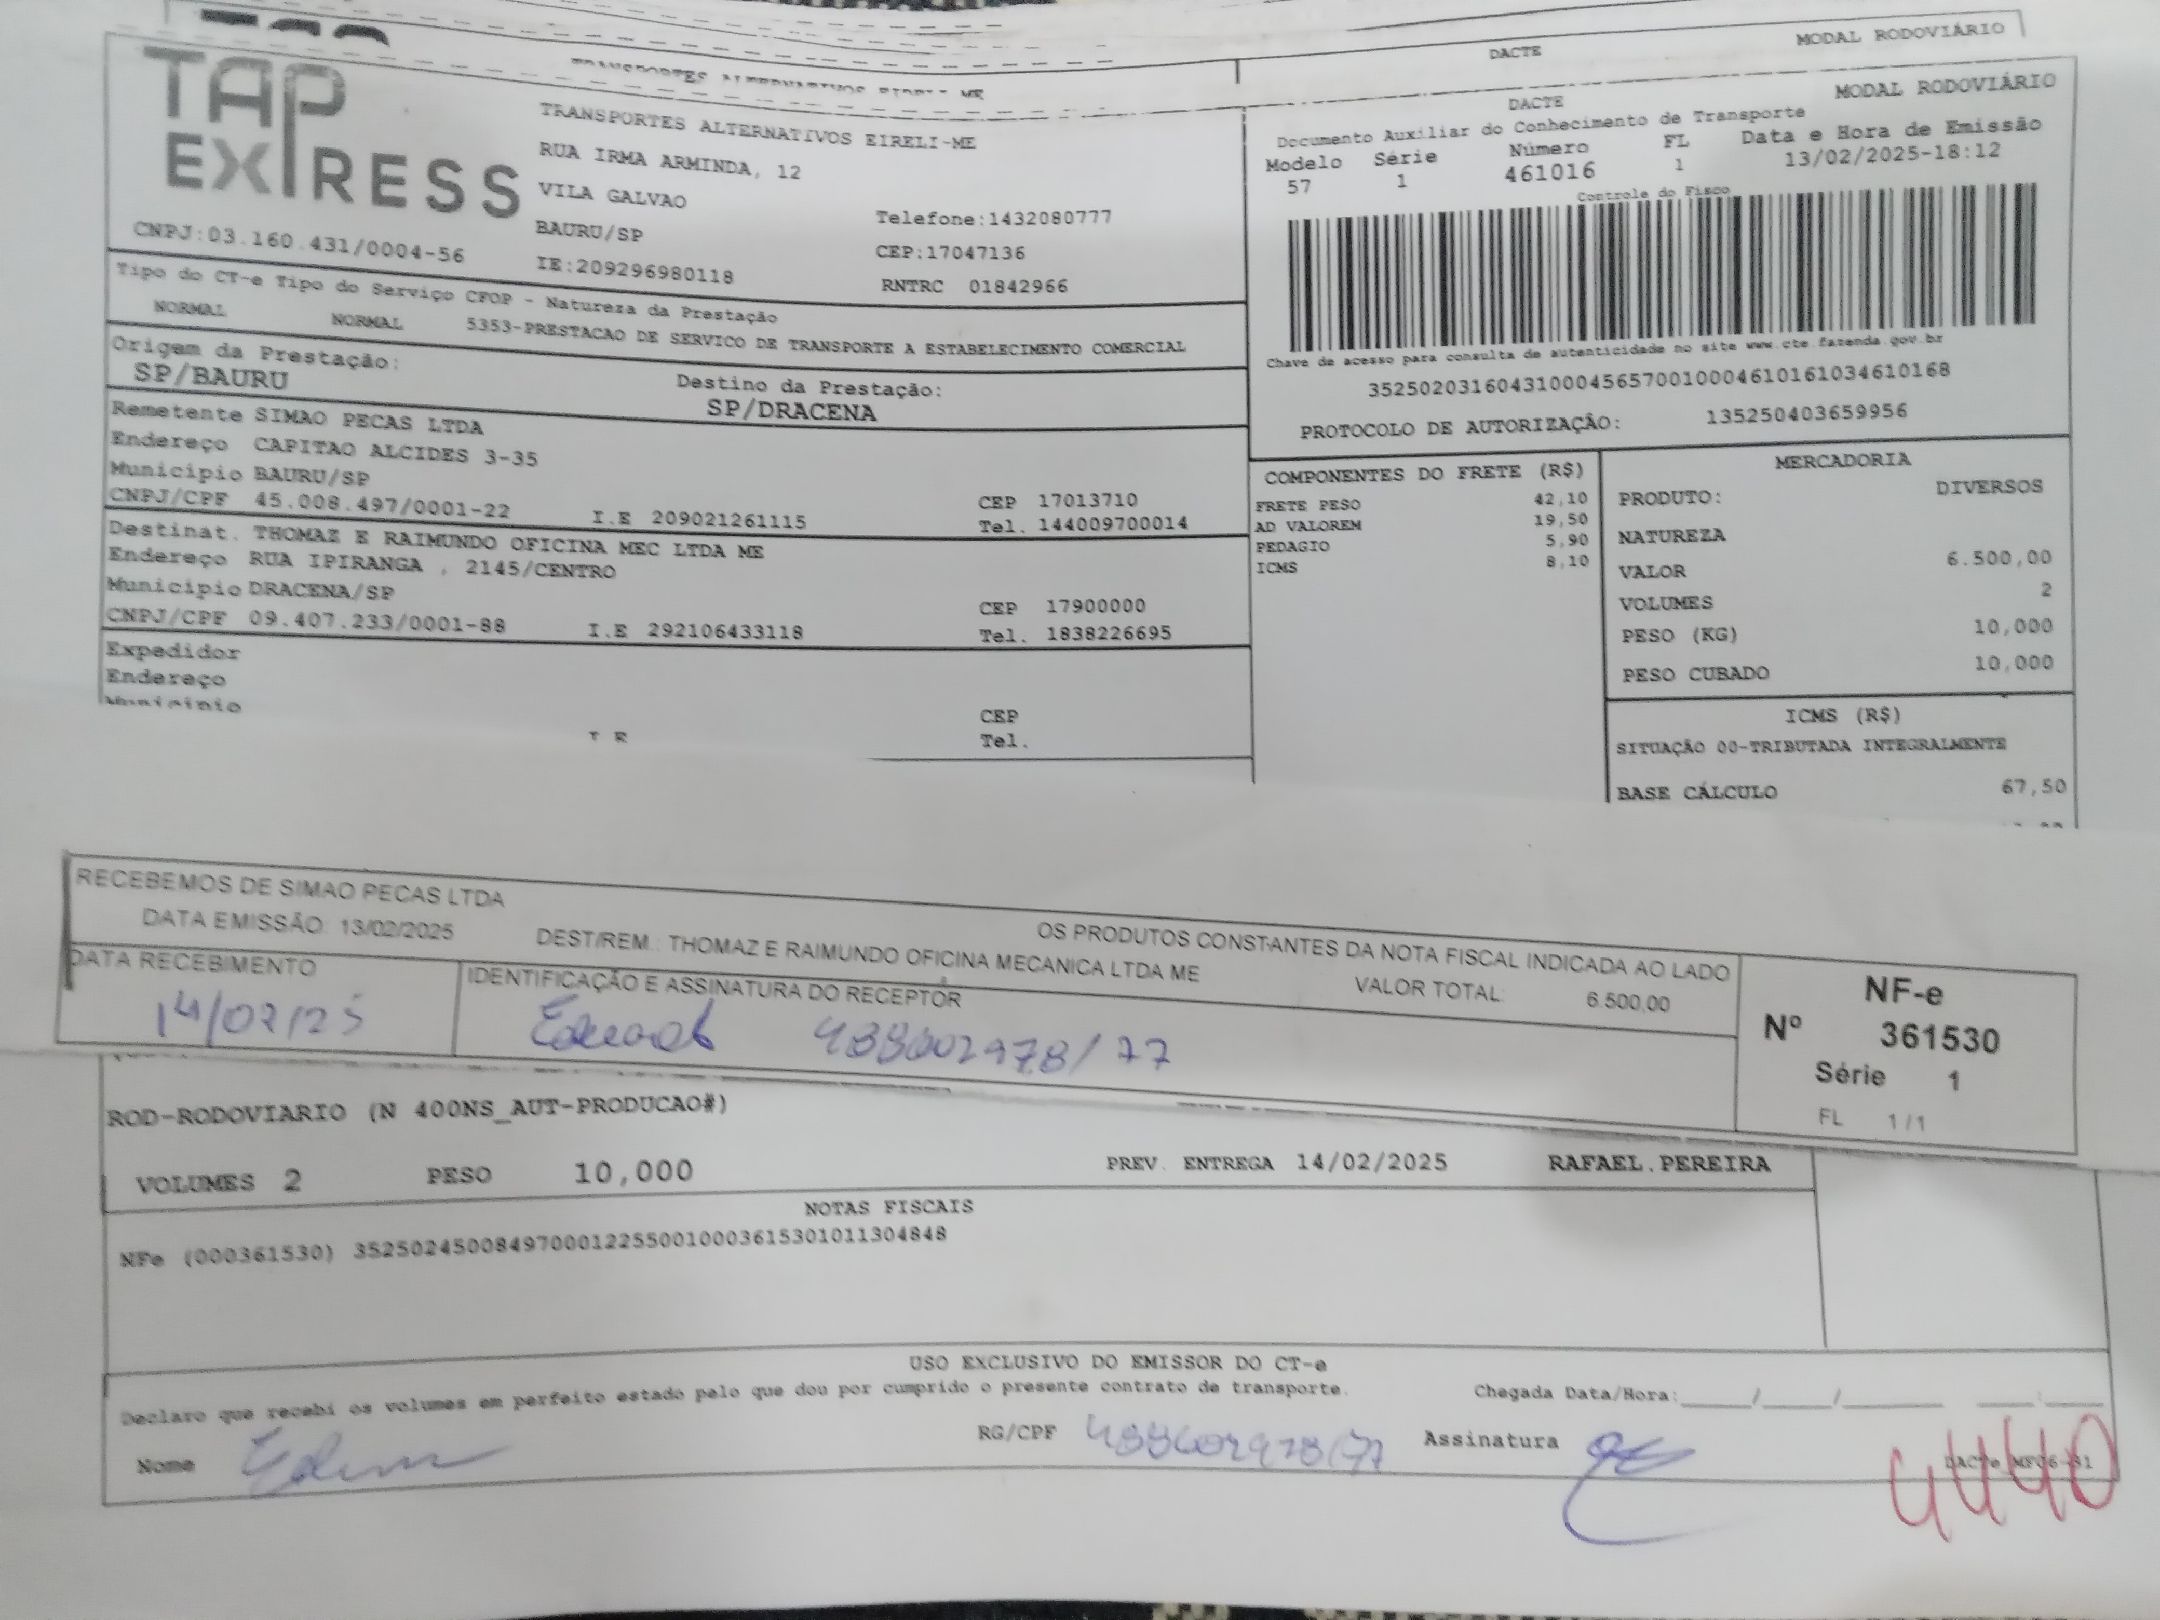 DACTE
MODAL RODOVIÁRIO
TAP
EXPRESS
CNPJ:03.160.431/0004-56
TRANSPORTES ALTERNATIVOS EIRELI-ME
RUA IRMA ARMINDA, 12
VILA GALVAO
BAURU/SP
IE:209296980118
Telefone:1432080777
CEP:17047136
RNTRC 01842966
DACTE
MODAL RODOVIÁRIO
Documento Auxiliar do Conhecimento de Transporte
Modelo Série Número FL Data e Hora de Emissão
57 1 461016 1 13/02/2025-18:12
Controle do Fisco
Chave de acesso para consulta de autenticidade no site www.cte.fazenda.gov.br
35250203160431000456570010004610161034610168
PROTOCOLO DE AUTORIZAÇÃO: 135250403659956
Tipo do CT-e Tipo do Serviço CFOP - Natureza da Prestação
NORMAL NORMAL 5353-PRESTACAO DE SERVICO DE TRANSPORTE A ESTABELECIMENTO COMERCIAL
Origem da Prestação:
SP/BAURU
Destino da Prestação:
SP/DRACENA
Remetente SIMAO PECAS LTDA
Endereço CAPITAO ALCIDES 3-35
Municipio BAURU/SP
CEP 17013710
CNPJ/CPF 45.008.497/0001-22 I.E 209021261115 Tel. 144009700014
Destinat. THOMAZ E RAIMUNDO OFICINA MEC LTDA ME
Endereço RUA IPIRANGA , 2145/CENTRO
Municipio DRACENA/SP
CEP 17900000
CNPJ/CPF 09.407.233/0001-88 I.E 292106433118 Tel. 1838226695
Expedidor
Endereço
Municipio
CEP
Tel.
COMPONENTES DO FRETE (R$)
FRETE PESO 42,10
AD VALOREM 19,50
PEDAGIO 5,90
ICMS 8,10
MERCADORIA
PRODUTO: DIVERSOS
NATUREZA
VALOR 6.500,00
VOLUMES 2
PESO (KG) 10,000
PESO CUBADO 10,000
ICMS (R$)
SITUAÇÃO 00-TRIBUTADA INTEGRALMENTE
BASE CÁLCULO 67,50
RECEBEMOS DE SIMAO PECAS LTDA OS PRODUTOS CONSTANTES DA NOTA FISCAL INDICADA AO LADO
DATA EMISSÃO: 13/02/2025 DEST/REM.: THOMAZ E RAIMUNDO OFICINA MECANICA LTDA ME VALOR TOTAL: 6.500,00
DATA RECEBIMENTO
14/02/25
IDENTIFICAÇÃO E ASSINATURA DO RECEPTOR
NF-e
Nº 361530
Série 1
FL 1/1
ROD-RODOVIARIO (N 400NS_AUT-PRODUCAO#)
VOLUMES 2 PESO 10,000 PREV. ENTREGA 14/02/2025 RAFAEL.PEREIRA
NOTAS FISCAIS
NFe (000361530) 35250245008497000122550010003615301011304848
USO EXCLUSIVO DO EMISSOR DO CT-e
Declaro que recebi os volumes em perfeito estado pelo que dou por cumprido o presente contrato de transporte.
Chegada Data/Hora:_____/_____/_______ ____:____
Nome
RG/CPF
Assinatura
4440